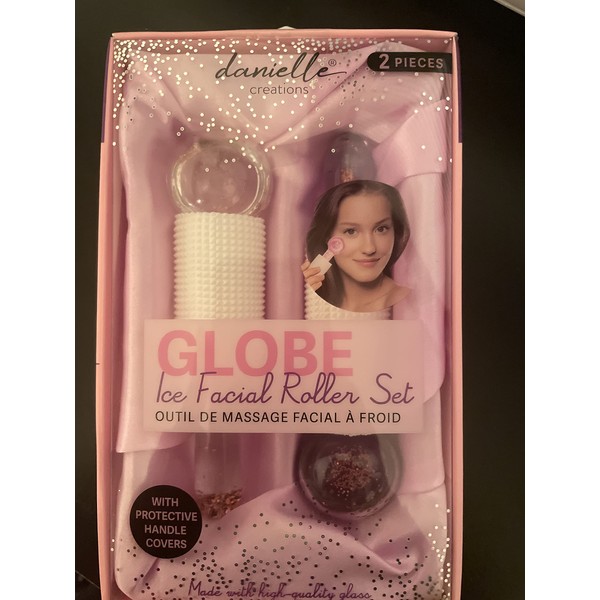 danielle®
creations
2 PIECES
GLOBE
Ice Facial Roller Set
OUTIL DE MASSAGE FACIAL À FROID
WITH
PROTECTIVE
HANDLE
COVERS
Made with high-quality glass